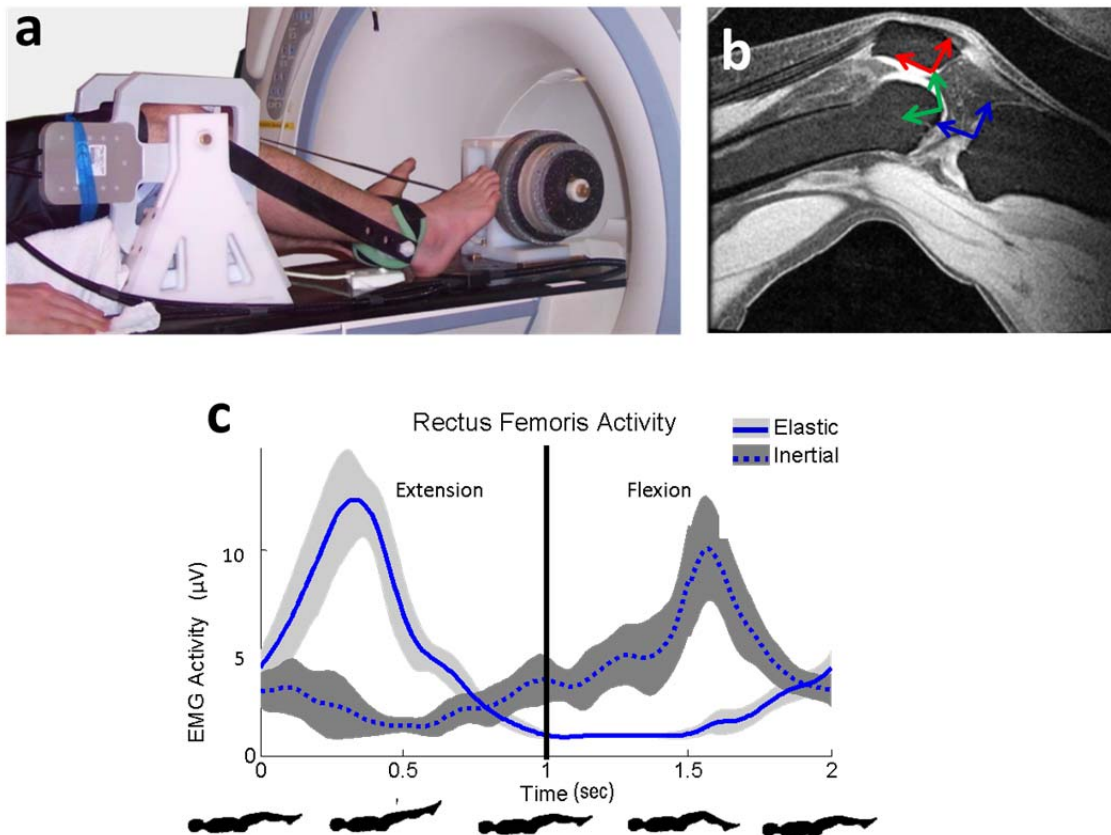 a
b
c
Rectus Femoris Activity
Elastic
Inertial
Extension
Flexion
EMG Activity (µV)
10
5
0
0
0.5
1
1.5
2
Time (sec)